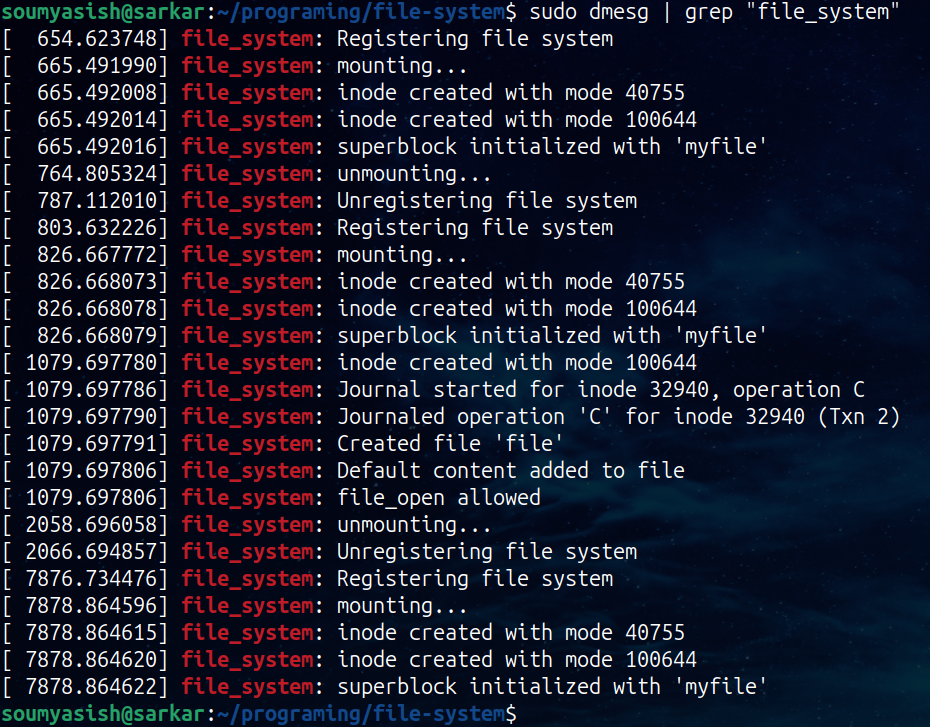 soumyasish@sarkar:~/programing/file-system$ sudo dmesg | grep "file_system"
[  654.623748] file_system: Registering file system
[  665.491990] file_system: mounting...
[  665.492008] file_system: inode created with mode 40755
[  665.492014] file_system: inode created with mode 100644
[  665.492016] file_system: superblock initialized with 'myfile'
[  764.805324] file_system: unmounting...
[  787.112010] file_system: Unregistering file system
[  803.632226] file_system: Registering file system
[  826.667772] file_system: mounting...
[  826.668073] file_system: inode created with mode 40755
[  826.668078] file_system: inode created with mode 100644
[  826.668079] file_system: superblock initialized with 'myfile'
[ 1079.697780] file_system: inode created with mode 100644
[ 1079.697786] file_system: Journal started for inode 32940, operation C
[ 1079.697790] file_system: Journaled operation 'C' for inode 32940 (Txn 2)
[ 1079.697791] file_system: Created file 'file'
[ 1079.697806] file_system: Default content added to file
[ 1079.697806] file_system: file_open allowed
[ 2058.696058] file_system: unmounting...
[ 2066.694857] file_system: Unregistering file system
[ 7876.734476] file_system: Registering file system
[ 7878.864596] file_system: mounting...
[ 7878.864615] file_system: inode created with mode 40755
[ 7878.864620] file_system: inode created with mode 100644
[ 7878.864622] file_system: superblock initialized with 'myfile'
soumyasish@sarkar:~/programing/file-system$